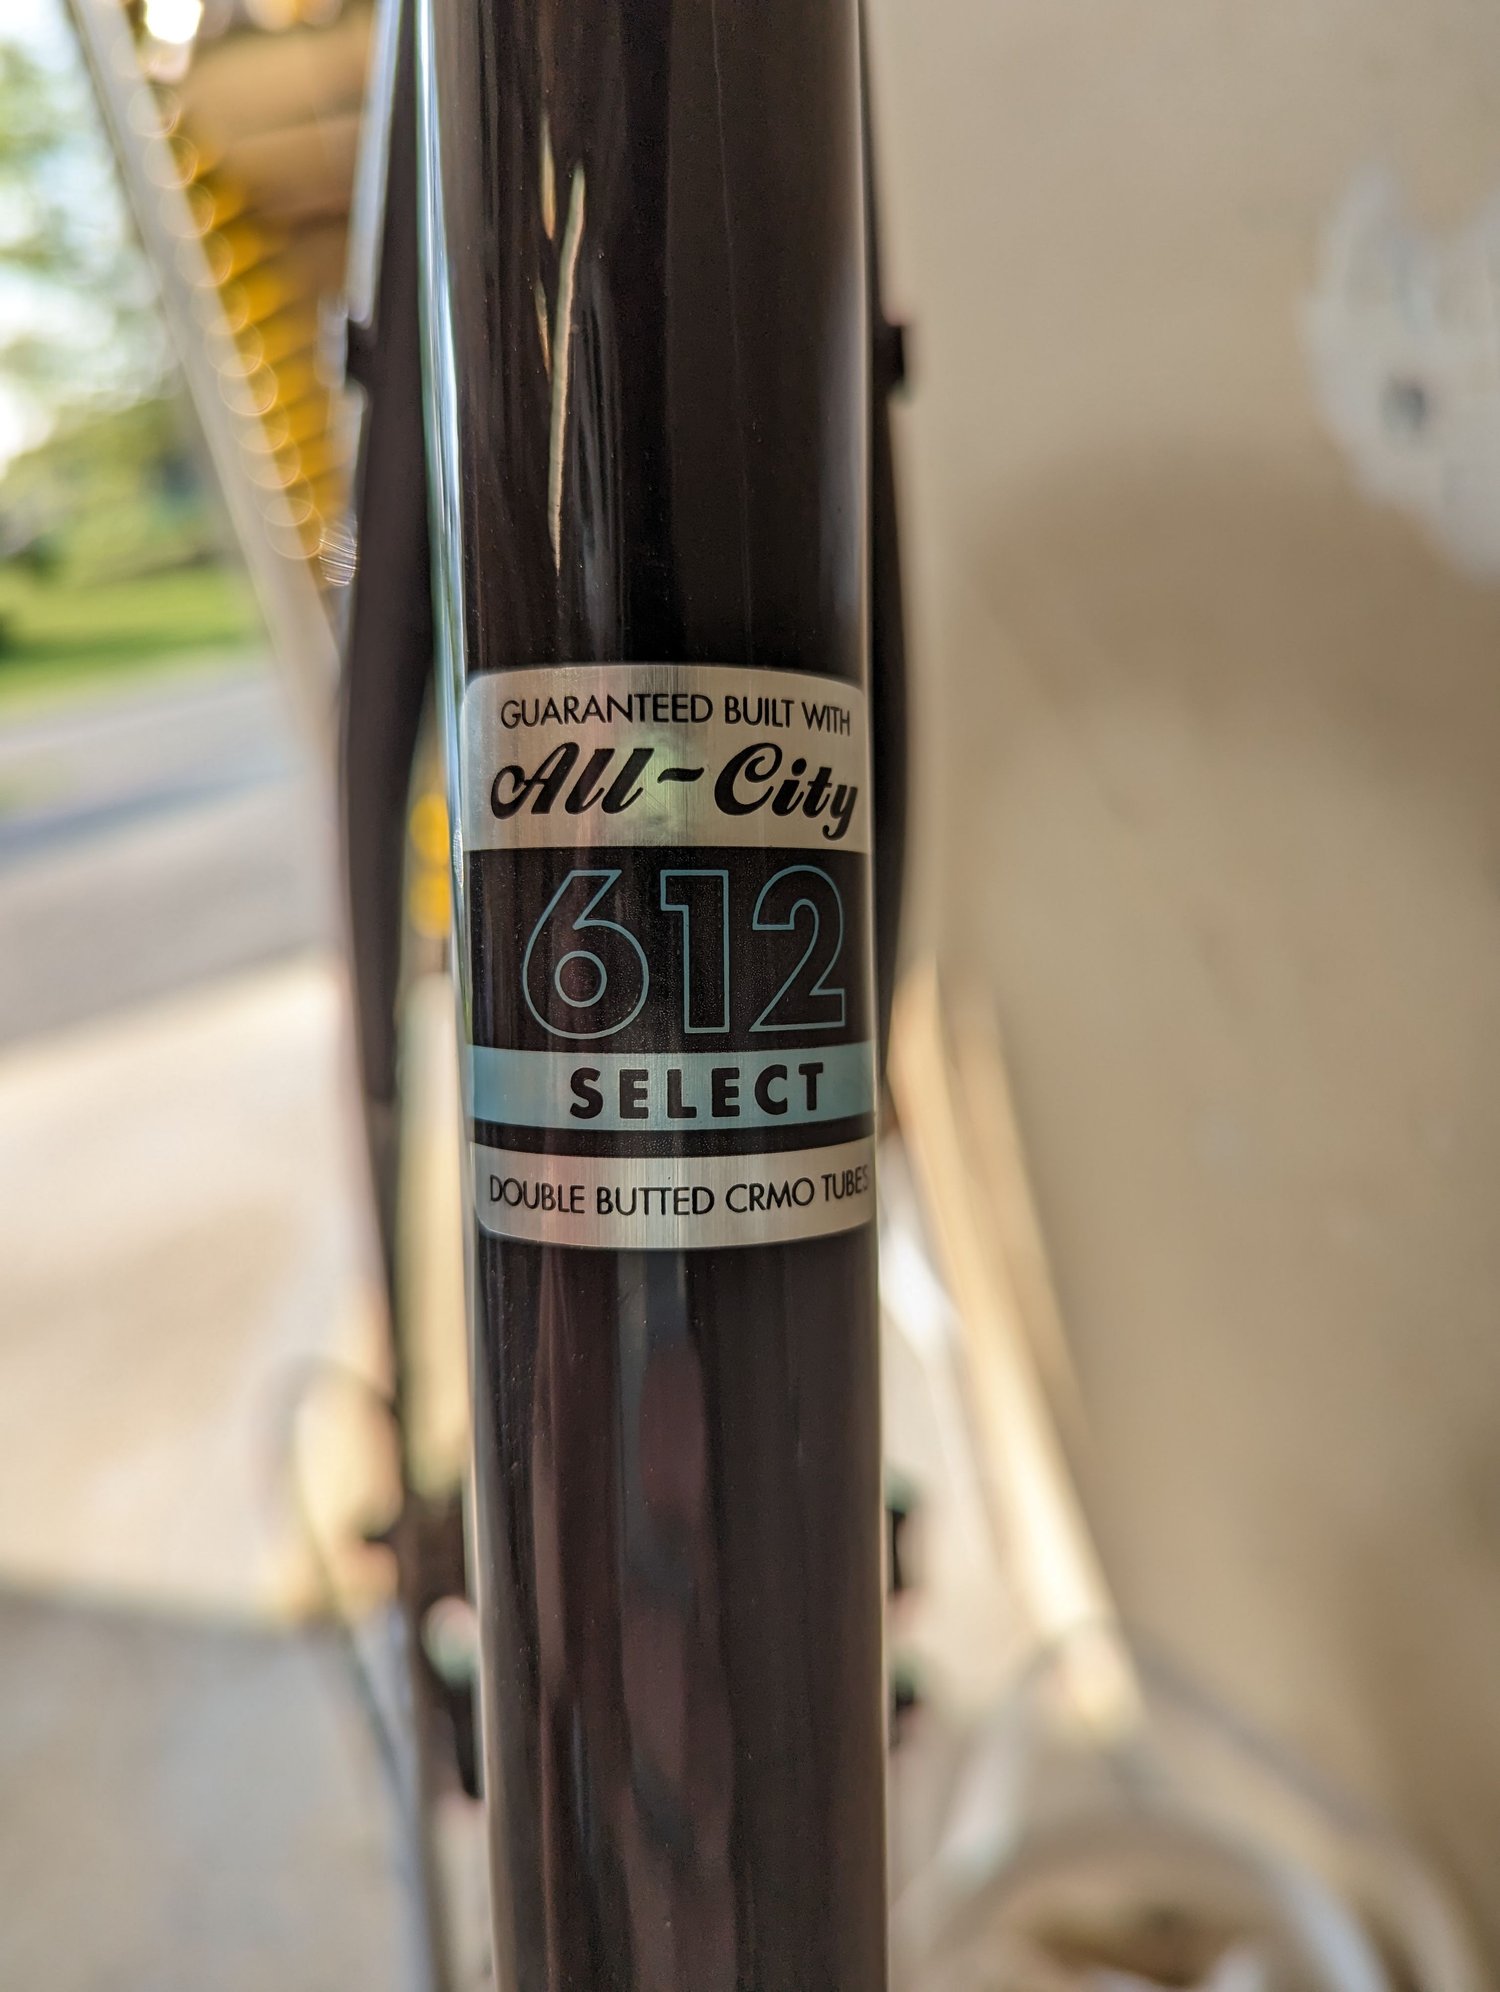 GUARANTEED BUILT WITH
All-City
612
SELECT
DOUBLE BUTTED CRMO TUBES